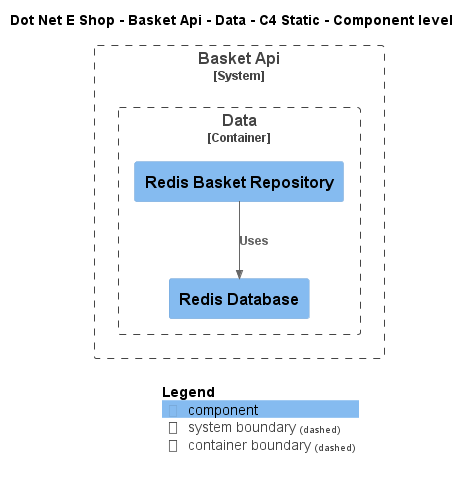 Dot Net E Shop - Basket Api - Data - C4 Static - Component level
Basket Api
[System]
Data
[Container]
Redis Basket Repository
Uses
Redis Database
Legend
component
system boundary (dashed)
container boundary (dashed)